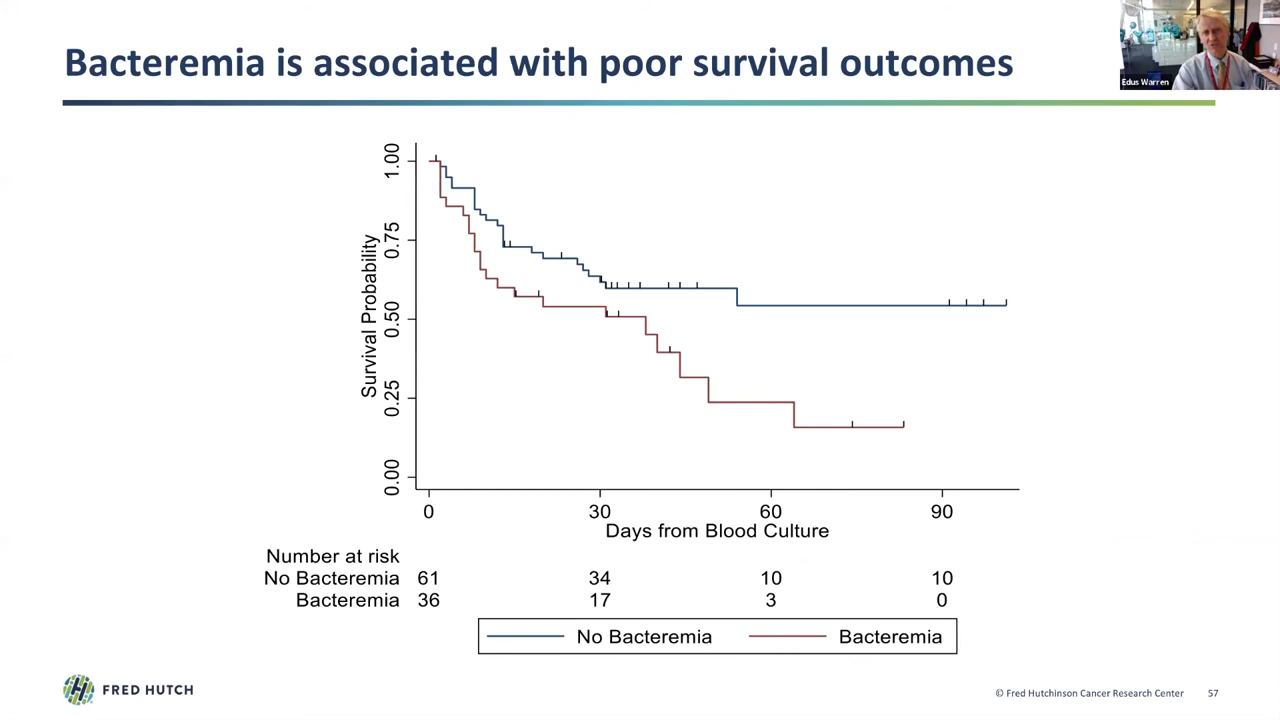 Bacteremia is associated with poor survival outcomes
Edus Warren
Survival Probability
1.00
0.75
0.50
0.25
0.00
0 30 60 90
Days from Blood Culture
Number at risk
No Bacteremia 61 34 10 10
Bacteremia 36 17 3 0
No Bacteremia Bacteremia
FRED HUTCH
© Fred Hutchinson Cancer Research Center 57